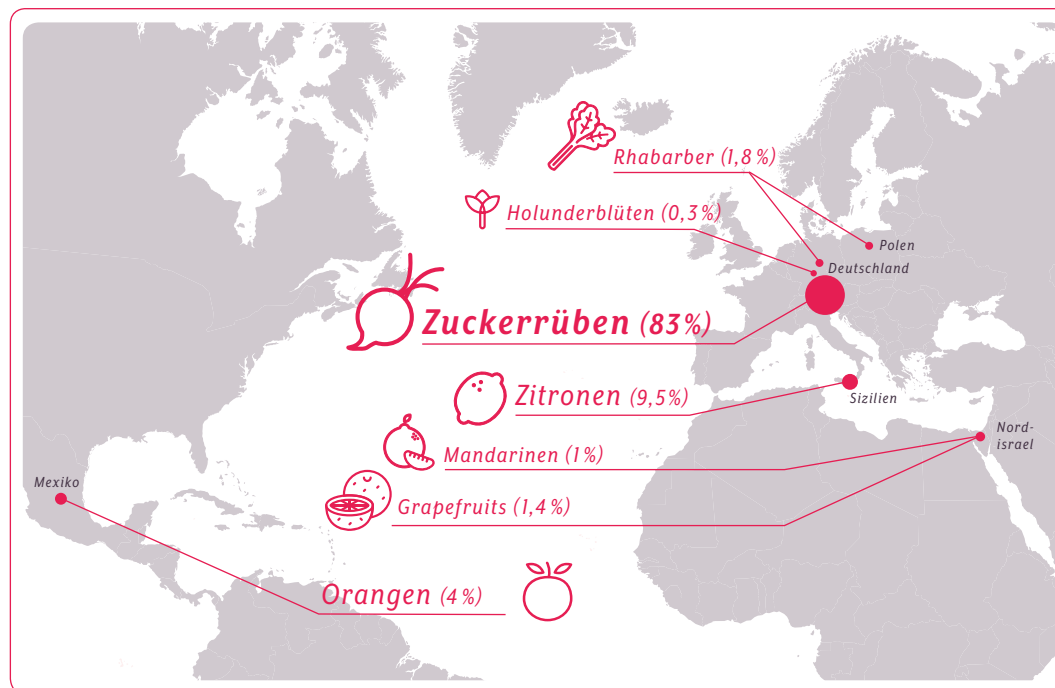 Rhabarber (1,8 %)
Holunderblüten (0,3 %)
Polen
Deutschland
Zuckerrüben (83 %)
Zitronen (9,5 %)
Sizilien
Nord-
israel
Mandarinen (1 %)
Mexiko
Grapefruits (1,4 %)
Orangen (4 %)